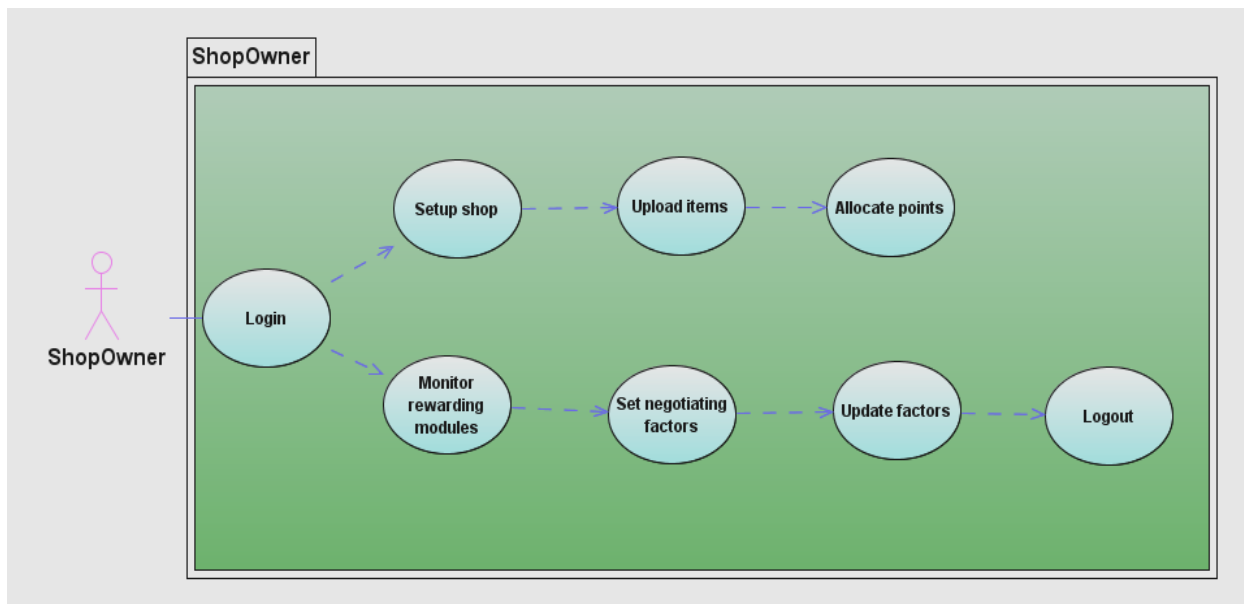 ShopOwner
Setup shop
Upload items
Allocate points
Login
ShopOwner
Monitor
rewarding
modules
Set negotiating
factors
Update factors
Logout